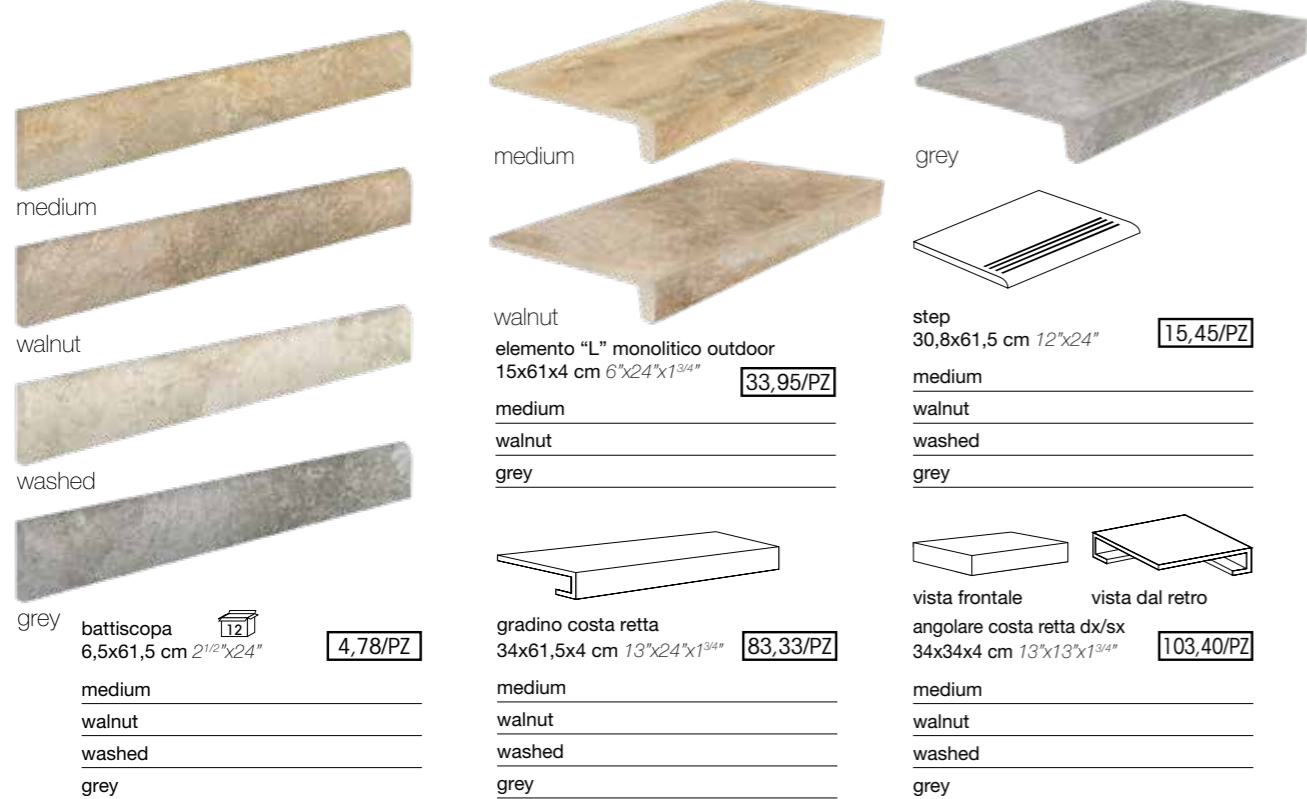 medium
walnut
washed
grey
battiscopa
12
6,5x61,5 cm 2 1/2"x24"
4,78/PZ
medium
walnut
washed
grey
medium
walnut
elemento “L” monolitico outdoor
15x61x4 cm 6"x24"x1 3/4"
33,95/PZ
medium
walnut
grey
gradino costa retta
34x61,5x4 cm 13"x24"x1 3/4"
83,33/PZ
medium
walnut
washed
grey
grey
step
30,8x61,5 cm 12"x24"
15,45/PZ
medium
walnut
washed
grey
vista frontale
vista dal retro
angolare costa retta dx/sx
34x34x4 cm 13"x13"x1 3/4"
103,40/PZ
medium
walnut
washed
grey